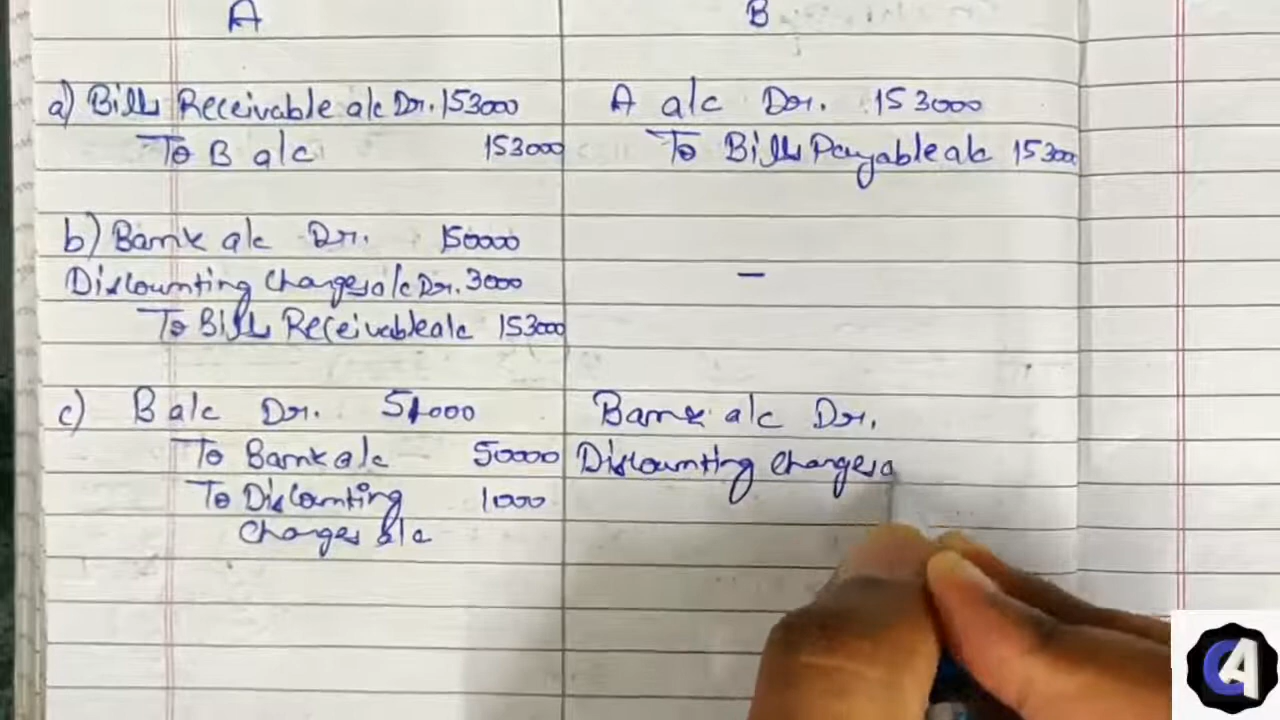 A
B
a) Bills Receivable a/c Dr. 153000
To B a/c 153000
A a/c Dr. 153000
To Bills Payable a/c 153000
b) Bank a/c Dr. 150000
Discounting Charges a/c Dr. 3000
To Bills Receivable a/c 153000
–
c) B a/c Dr. 51000
To Bank a/c 50000
To Discounting 1000
Charges a/c
Bank a/c Dr.
Discounting Charges a
CA